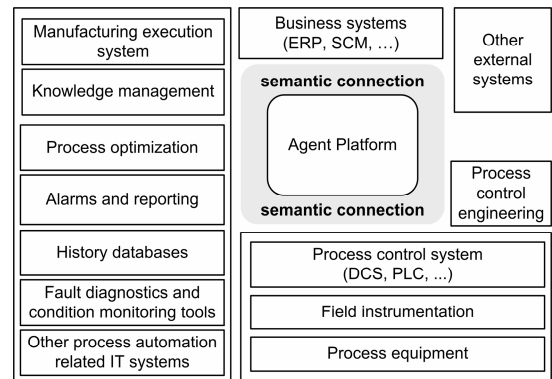 Manufacturing execution
system
Knowledge management
Process optimization
Alarms and reporting
History databases
Fault diagnostics and
condition monitoring tools
Other process automation
related IT systems
Business systems
(ERP, SCM, …)
semantic connection
Agent Platform
semantic connection
Other
external
systems
Process
control
engineering
Process control system
(DCS, PLC, ...)
Field instrumentation
Process equipment